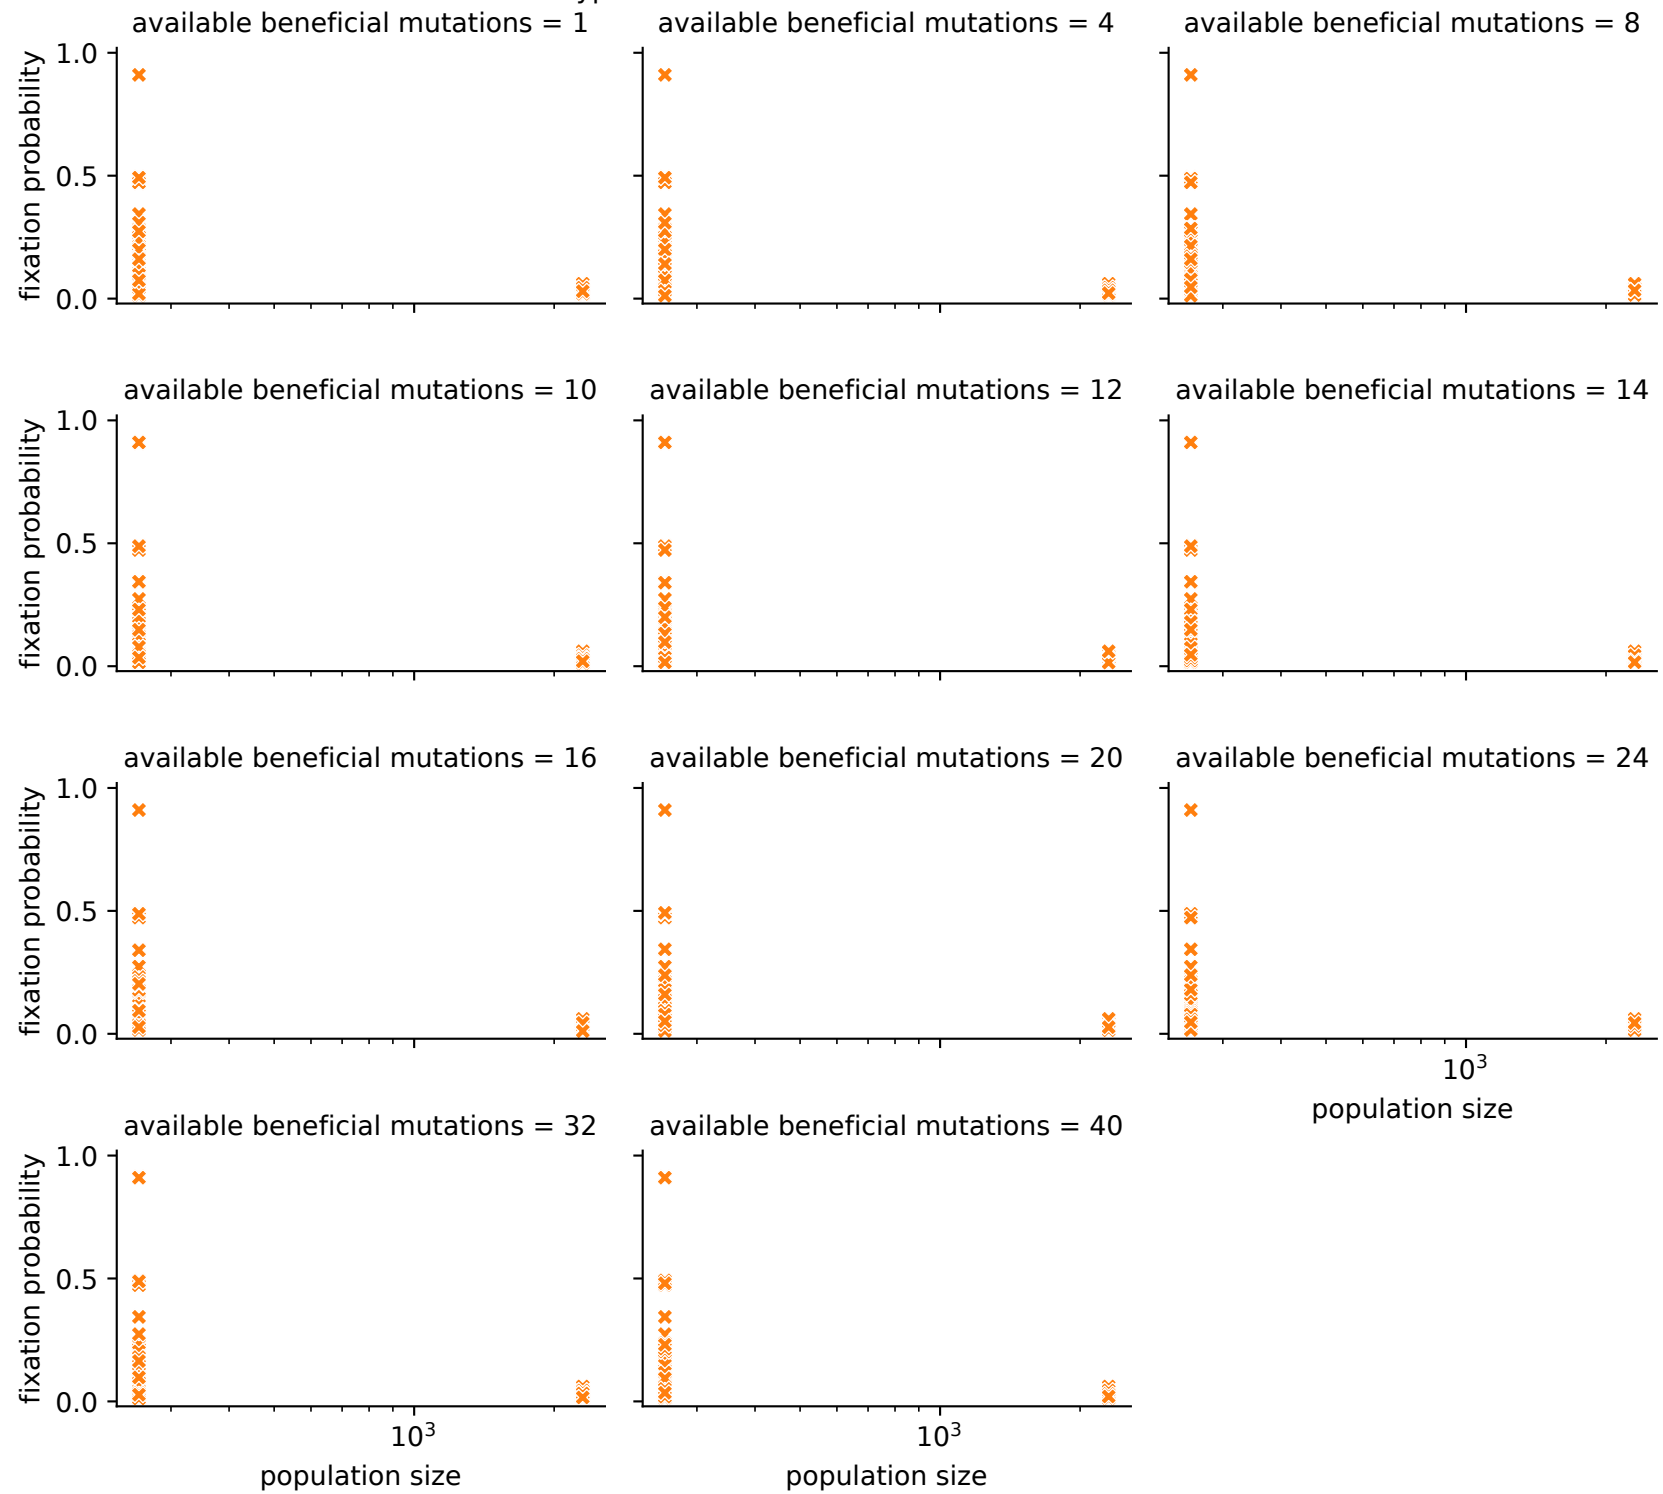 available beneficial mutations = 1
available beneficial mutations = 4
available beneficial mutations = 8
fixation probability
1.0
0.5
0.0
available beneficial mutations = 10
available beneficial mutations = 12
available beneficial mutations = 14
fixation probability
1.0
0.5
0.0
available beneficial mutations = 16
available beneficial mutations = 20
available beneficial mutations = 24
fixation probability
1.0
0.5
0.0
10³
population size
available beneficial mutations = 32
available beneficial mutations = 40
fixation probability
1.0
0.5
0.0
10³
10³
population size
population size